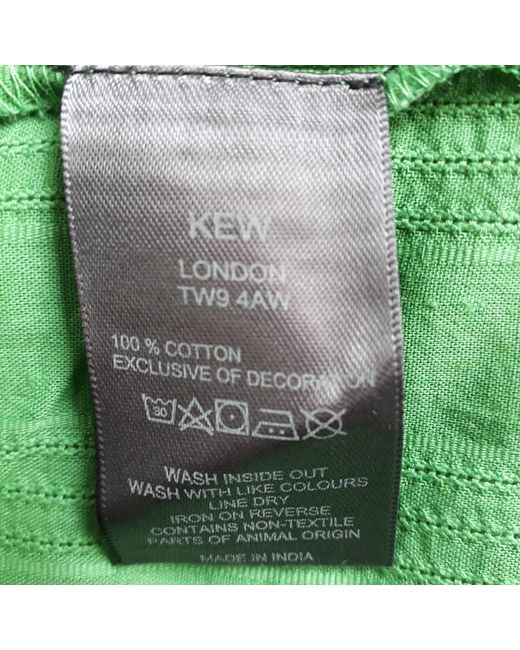 KEW
LONDON
TW9 4AW
100 % COTTON
EXCLUSIVE OF DECORATION
30
WASH INSIDE OUT
WASH WITH LIKE COLOURS
LINE DRY
IRON ON REVERSE
CONTAINS NON-TEXTILE
PARTS OF ANIMAL ORIGIN
MADE IN INDIA